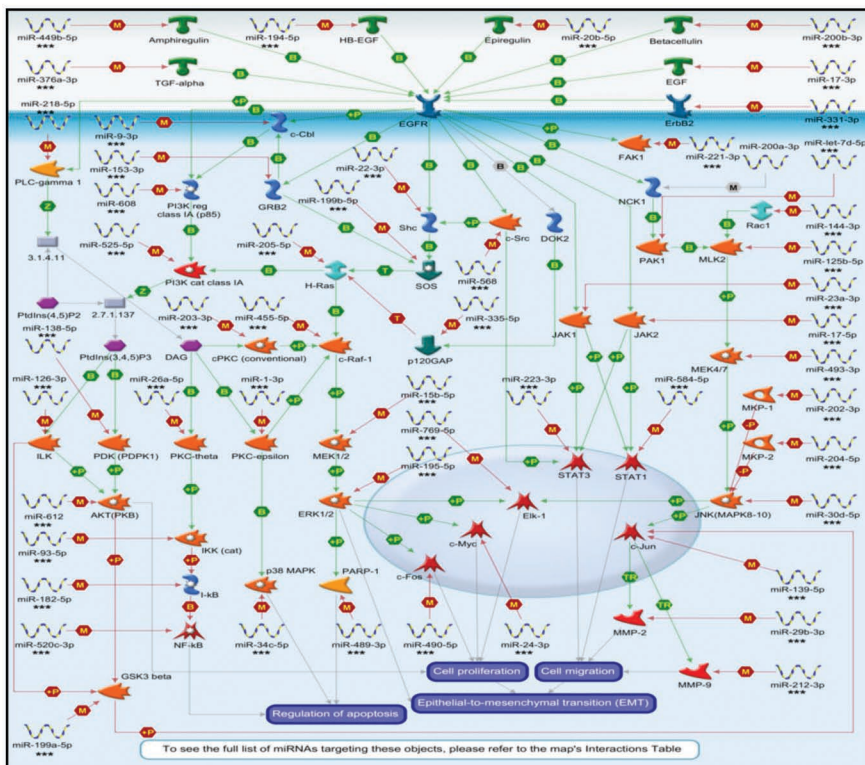 miR-449b-5p
***
Amphiregulin
miR-194-5p
***
HB-EGF
Epiregulin
miR-20b-5p
***
Betacellulin
miR-200b-3p
***
miR-376a-3p
***
TGF-alpha
EGF
miR-17-3p
***
miR-218-5p
***
miR-9-3p
***
c-Cbl
EGFR
ErbB2
miR-331-3p
***
FAK1
miR-221-3p
***
miR-200a-3p
***
miR-let-7d-5p
***
PLC-gamma 1
miR-153-3p
***
miR-608
***
PI3K reg
class IA (p85)
GRB2
miR-22-3p
***
miR-199b-5p
***
Shc
c-Src
DOK2
NCK1
Rac1
miR-144-3p
***
3.1.4.11
miR-525-5p
***
miR-205-5p
***
PI3K cat class IA
H-Ras
SOS
miR-568
***
PAK1
MLK2
miR-125b-5p
***
PtdIns(4,5)P2
2.7.1.137
miR-23a-3p
***
miR-138-5p
***
miR-203-3p
***
miR-455-5p
***
miR-335-5p
***
JAK1
JAK2
miR-17-5p
***
PtdIns(3,4,5)P3
DAG
cPKC (conventional)
c-Raf-1
p120GAP
MEK4/7
miR-493-3p
***
miR-126-3p
***
miR-26a-5p
***
miR-1-3p
***
miR-15b-5p
***
miR-223-3p
***
miR-584-5p
***
MKP-1
miR-202-3p
***
miR-769-5p
***
ILK
PDK (PDPK1)
PKC-theta
PKC-epsilon
MEK1/2
MKP-2
miR-204-5p
***
miR-195-5p
***
STAT3
STAT1
miR-612
***
AKT(PKB)
ERK1/2
Elk-1
JNK(MAPK8-10)
miR-30d-5p
***
miR-93-5p
***
IKK (cat)
c-Myc
c-Jun
p38 MAPK
PARP-1
c-Fos
miR-182-5p
***
I-kB
miR-139-5p
***
miR-520c-3p
***
NF-kB
miR-34c-5p
***
miR-489-3p
***
miR-490-5p
***
miR-24-3p
***
MMP-2
miR-29b-3p
***
GSK3 beta
Cell proliferation
Cell migration
MMP-9
miR-212-3p
***
Regulation of apoptosis
Epithelial-to-mesenchymal transition (EMT)
miR-199a-5p
***
To see the full list of miRNAs targeting these objects, please refer to the map's Interactions Table